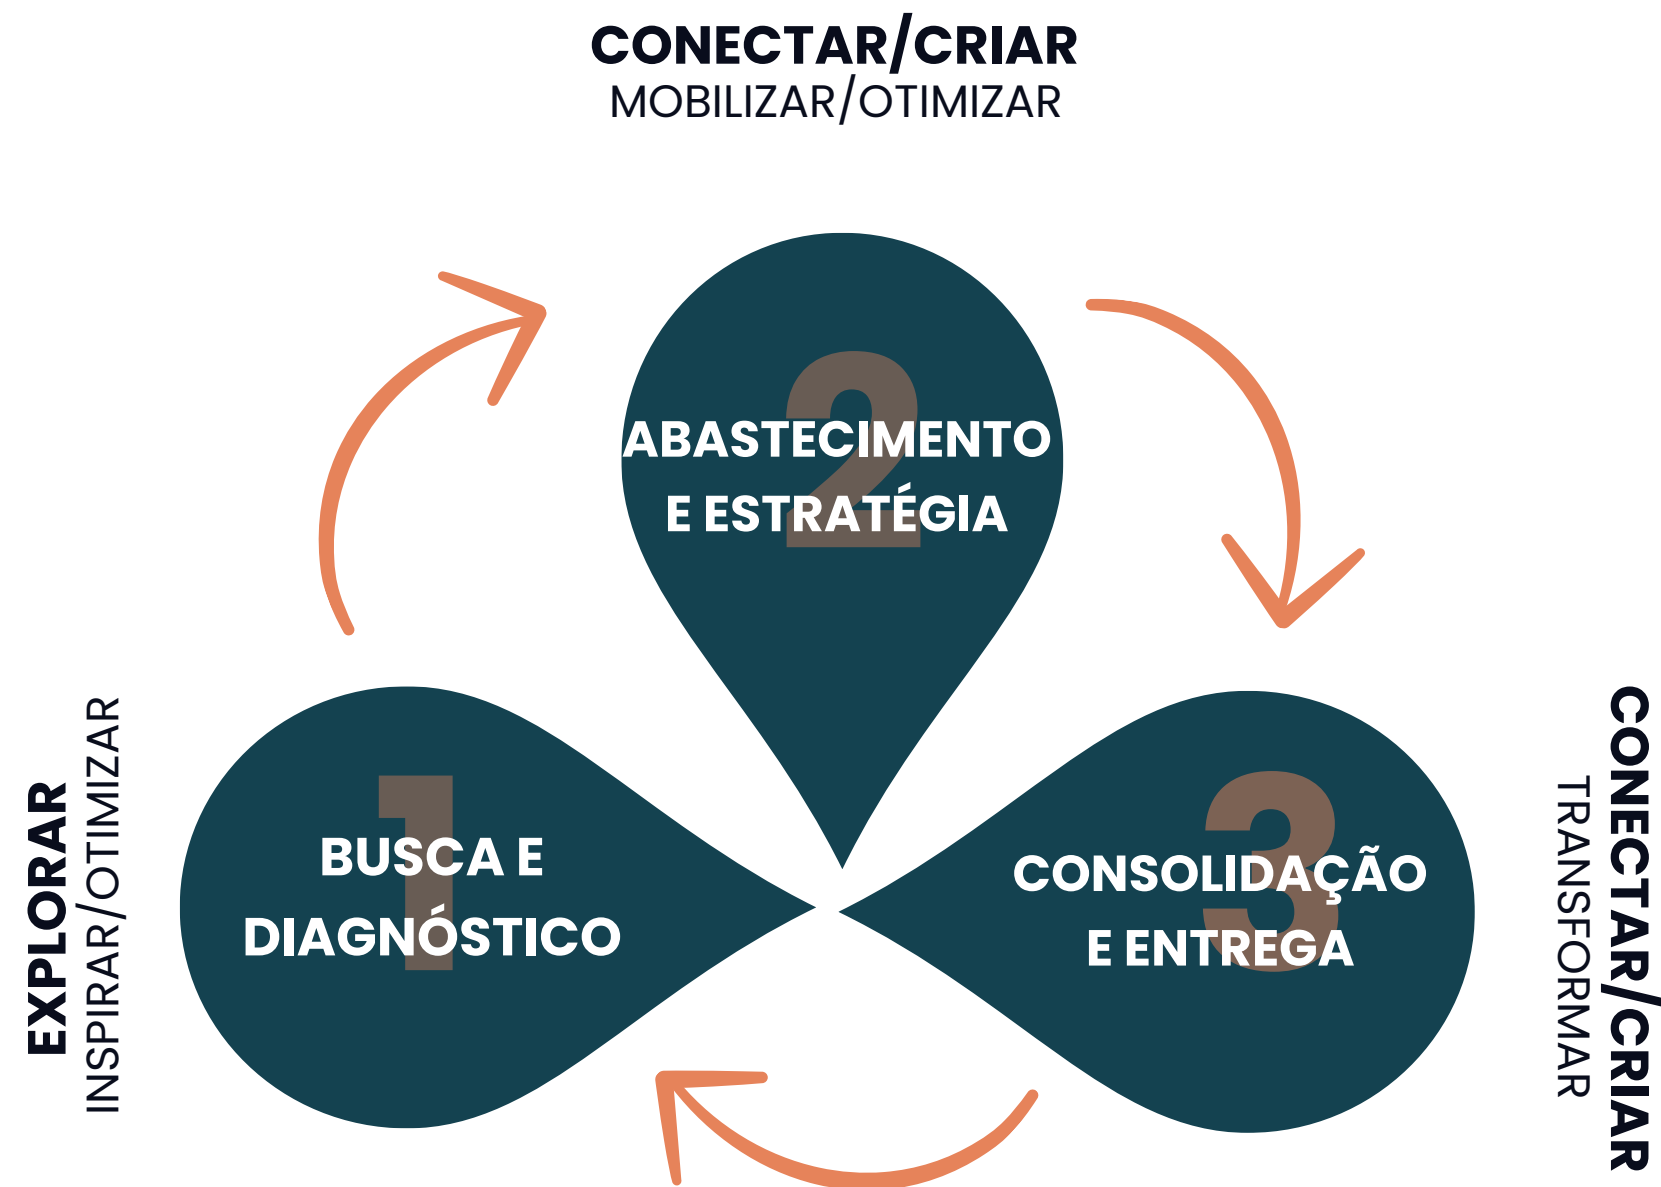 CONECTAR/CRIAR
MOBILIZAR/OTIMIZAR
2
ABASTECIMENTO
E ESTRATÉGIA
EXPLORAR
INSPIRAR/OTIMIZAR
1
BUSCA E
DIAGNÓSTICO
3
CONSOLIDAÇÃO
E ENTREGA
CONECTAR/CRIAR
TRANSFORMAR